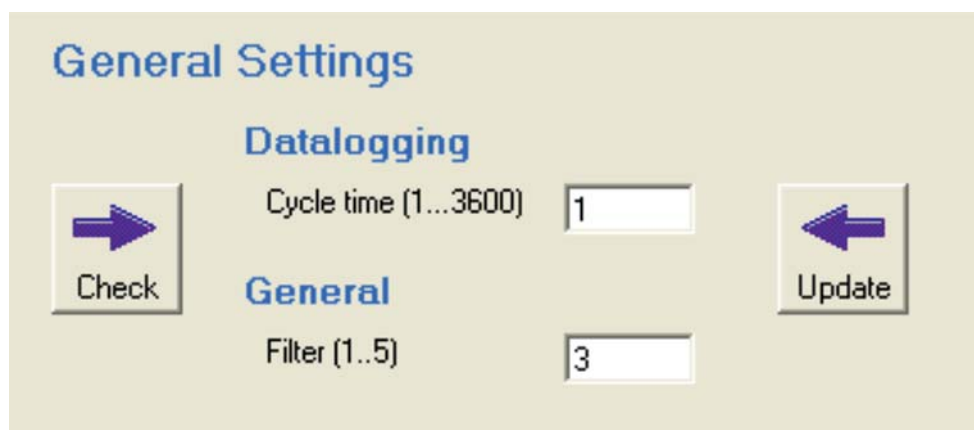 General Settings
Datalogging
Cycle time (1...3600) 1
Check
Update
General
Filter (1..5) 3